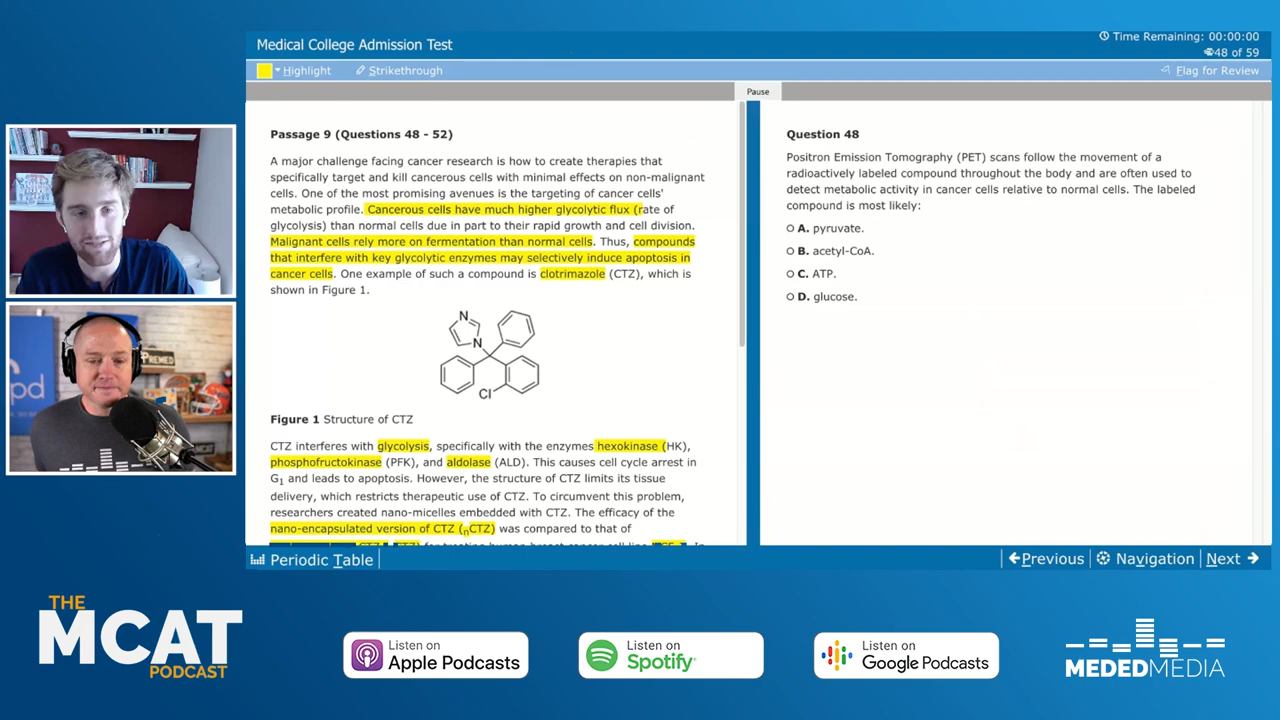 Medical College Admission Test
Time Remaining: 00:00:00
48 of 59
Highlight
Strikethrough
Flag for Review
Pause
Passage 9 (Questions 48 - 52)
A major challenge facing cancer research is how to create therapies that
specifically target and kill cancerous cells with minimal effects on non-malignant
cells. One of the most promising avenues is the targeting of cancer cells'
metabolic profile. Cancerous cells have much higher glycolytic flux (rate of
glycolysis) than normal cells due in part to their rapid growth and cell division.
Malignant cells rely more on fermentation than normal cells. Thus, compounds
that interfere with key glycolytic enzymes may selectively induce apoptosis in
cancer cells. One example of such a compound is clotrimazole (CTZ), which is
shown in Figure 1.
N
N
Cl
Figure 1 Structure of CTZ
CTZ interferes with glycolysis, specifically with the enzymes hexokinase (HK),
phosphofructokinase (PFK), and aldolase (ALD). This causes cell cycle arrest in
G1 and leads to apoptosis. However, the structure of CTZ limits its tissue
delivery, which restricts therapeutic use of CTZ. To circumvent this problem,
researchers created nano-micelles embedded with CTZ. The efficacy of the
nano-encapsulated version of CTZ (nCTZ) was compared to that of
Question 48
Positron Emission Tomography (PET) scans follow the movement of a
radioactively labeled compound throughout the body and are often used to
detect metabolic activity in cancer cells relative to normal cells. The labeled
compound is most likely:
A. pyruvate.
B. acetyl-CoA.
C. ATP.
D. glucose.
Periodic Table
Previous
Navigation
Next
pd
PREMED
THE
MCAT
PODCAST
Listen on
Apple Podcasts
Listen on
Spotify
Listen on
Google Podcasts
MEDEDMEDIA